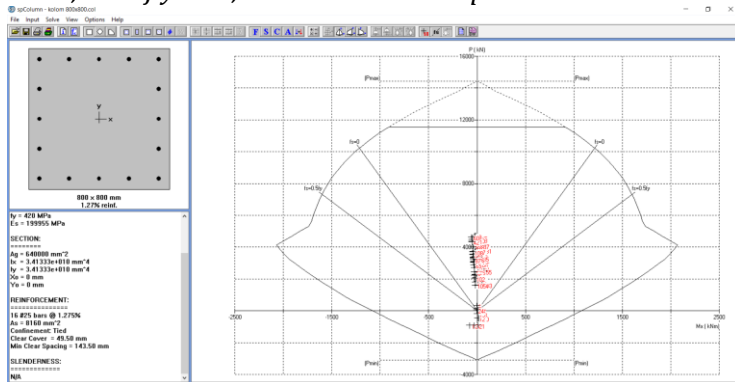 spColumn - kolom 800x800.col
File Input Solve View Options Help
P ( kN)
16000
(Pmax) (Pmax)
12000
fs=0 fs=0
8000
fs=0.5fy fs=0.5fy
4000
-2500 -1500 -500 500 1500 2500
Mx ( kNm)
(Pmin) (Pmin)
-4000
y
x
800 x 800 mm
1.27% reinf.
fy = 420 MPa
Es = 199955 MPa
SECTION:
Ag = 640000 mm^2
Ix = 3.41333e+010 mm^4
Iy = 3.41333e+010 mm^4
Xo = 0 mm
Yo = 0 mm
REINFORCEMENT:
16 #25 bars @ 1.275%
As = 8160 mm^2
Confinement: Tied
Clear Cover = 49.50 mm
Min Clear Spacing = 143.50 mm
SLENDERNESS:
N/A